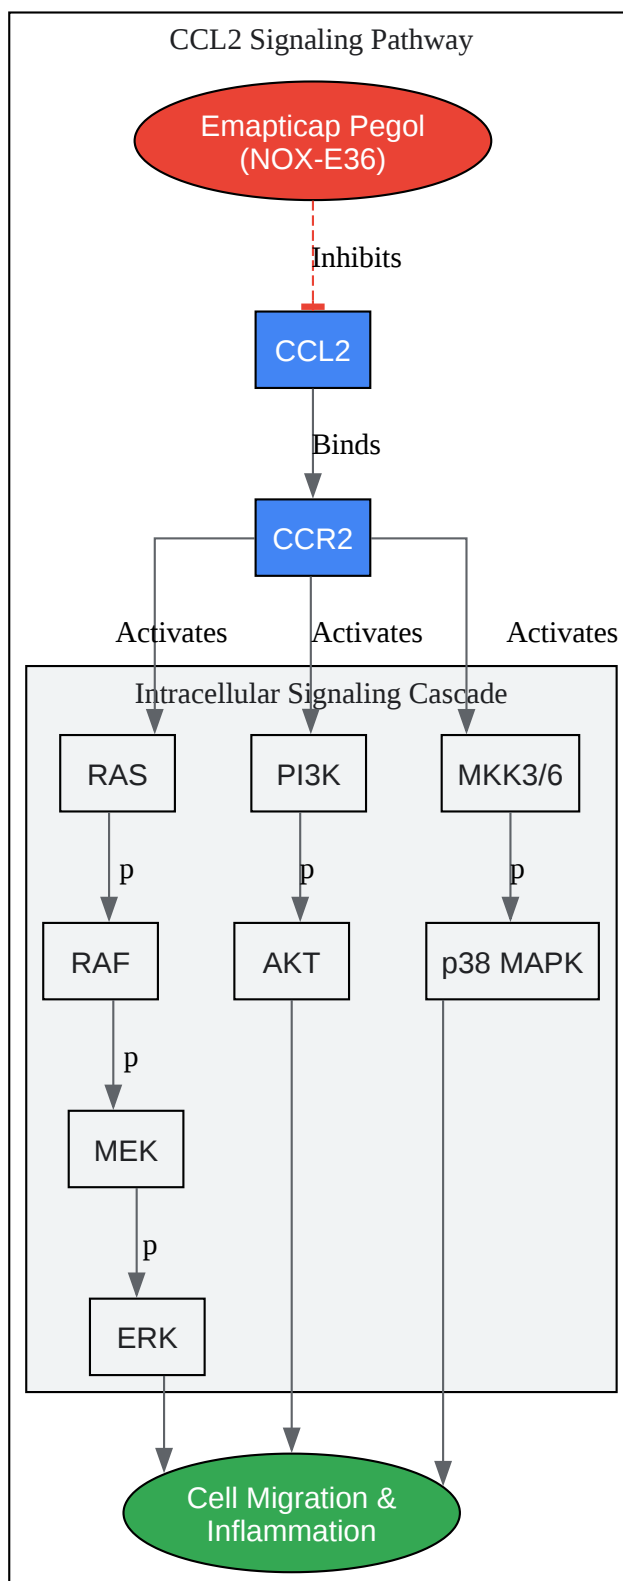 CCL2 Signaling Pathway
Emapticap Pegol
(NOX-E36)
Inhibits
CCL2
Binds
CCR2
Activates
Activates
Activates
Intracellular Signaling Cascade
RAS
PI3K
MKK3/6
p
p
p
RAF
AKT
p38 MAPK
p
MEK
p
ERK
Cell Migration &
Inflammation